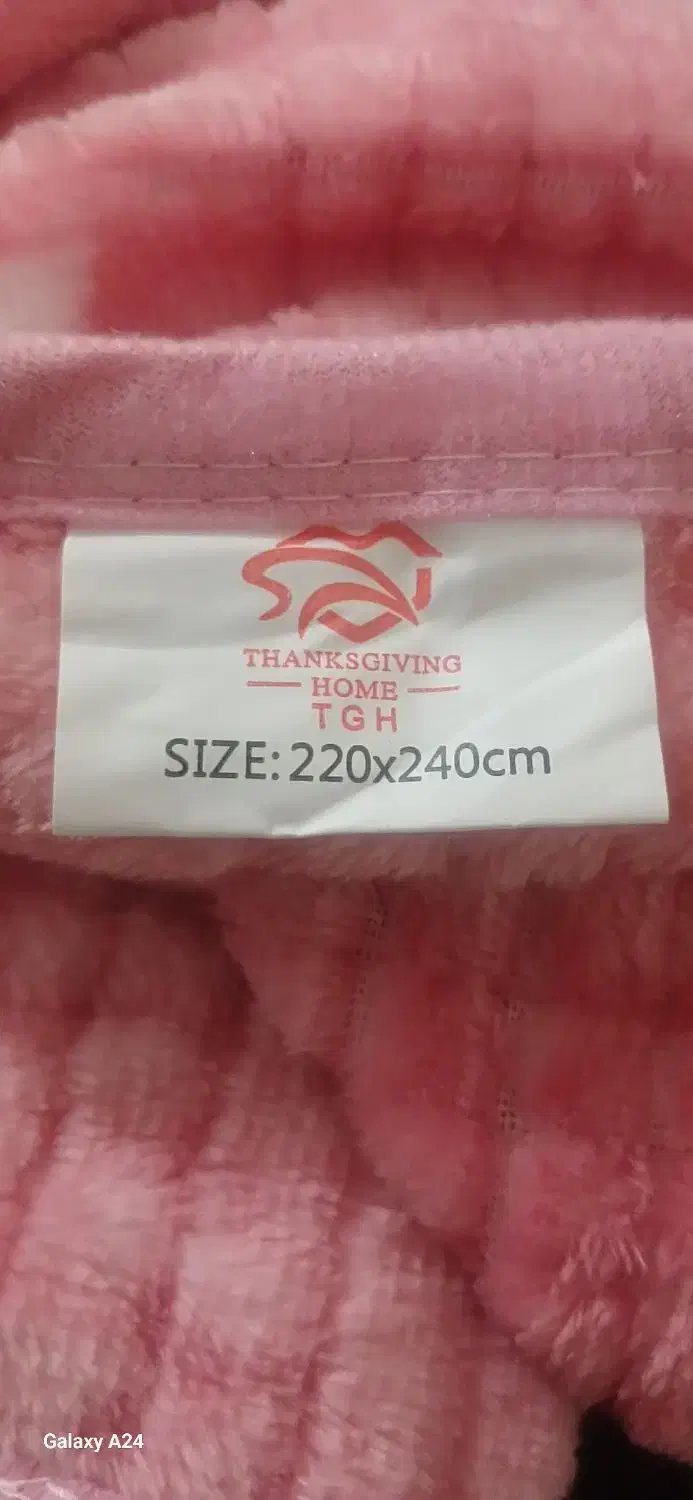 THANKSGIVING
HOME
TGH
SIZE:220x240cm
Galaxy A24